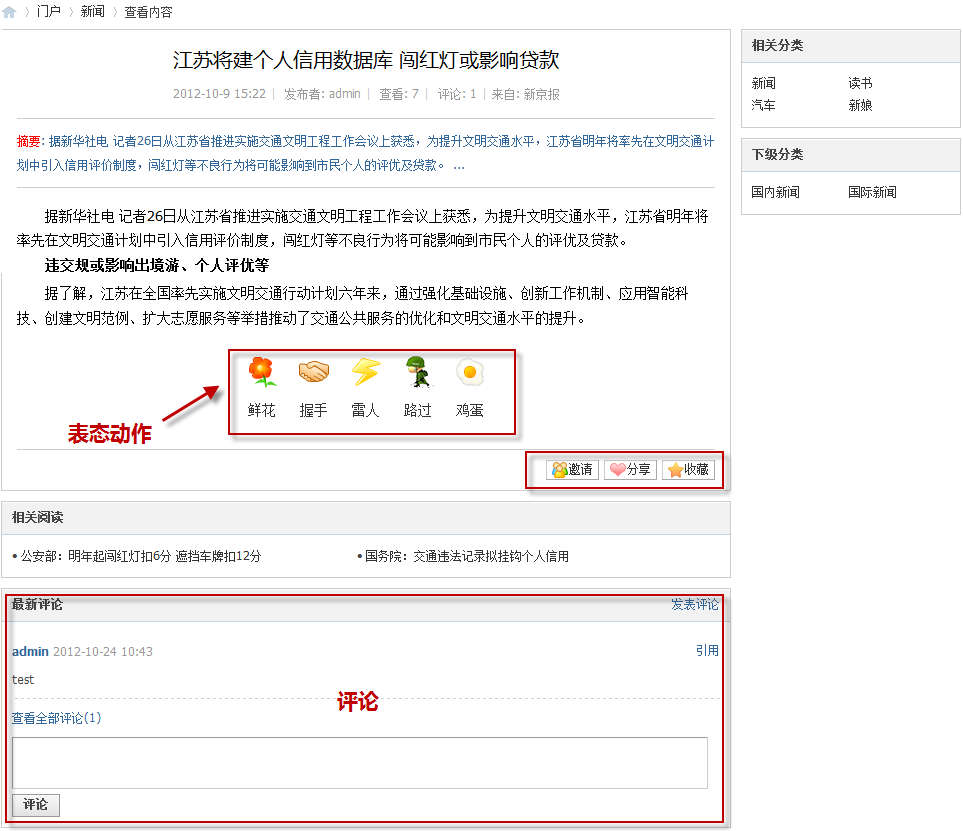 门户 〉 新闻 〉 查看内容
江苏将建个人信用数据库 闯红灯或影响贷款
2012-10-9 15:22 | 发布者: admin | 查看: 7 | 评论: 1 | 来自: 新京报
摘要: 据新华社电 记者26日从江苏省推进实施交通文明工程工作会议上获悉，为提升文明交通水平，江苏省明年将率先在文明交通计
划中引入信用评价制度，闯红灯等不良行为将可能影响到市民个人的评优及贷款。 ...
据新华社电 记者26日从江苏省推进实施交通文明工程工作会议上获悉，为提升文明交通水平，江苏省明年将
率先在文明交通计划中引入信用评价制度，闯红灯等不良行为将可能影响到市民个人的评优及贷款。
违交规或影响出境游、个人评优等
据了解，江苏在全国率先实施文明交通行动计划六年来，通过强化基础设施、创新工作机制、应用智能科
技、创建文明范例、扩大志愿服务等举措推动了交通公共服务的优化和文明交通水平的提升。
鲜花 握手 雷人 路过 鸡蛋
表态动作
邀请 分享 收藏
相关阅读
• 公安部：明年起闯红灯扣6分 遮挡车牌扣12分
• 国务院：交通违法记录拟挂钩个人信用
最新评论 发表评论
admin 2012-10-24 10:43 引用
test
评论
查看全部评论(1)
评论
相关分类
新闻 读书
汽车 新娘
下级分类
国内新闻 国际新闻